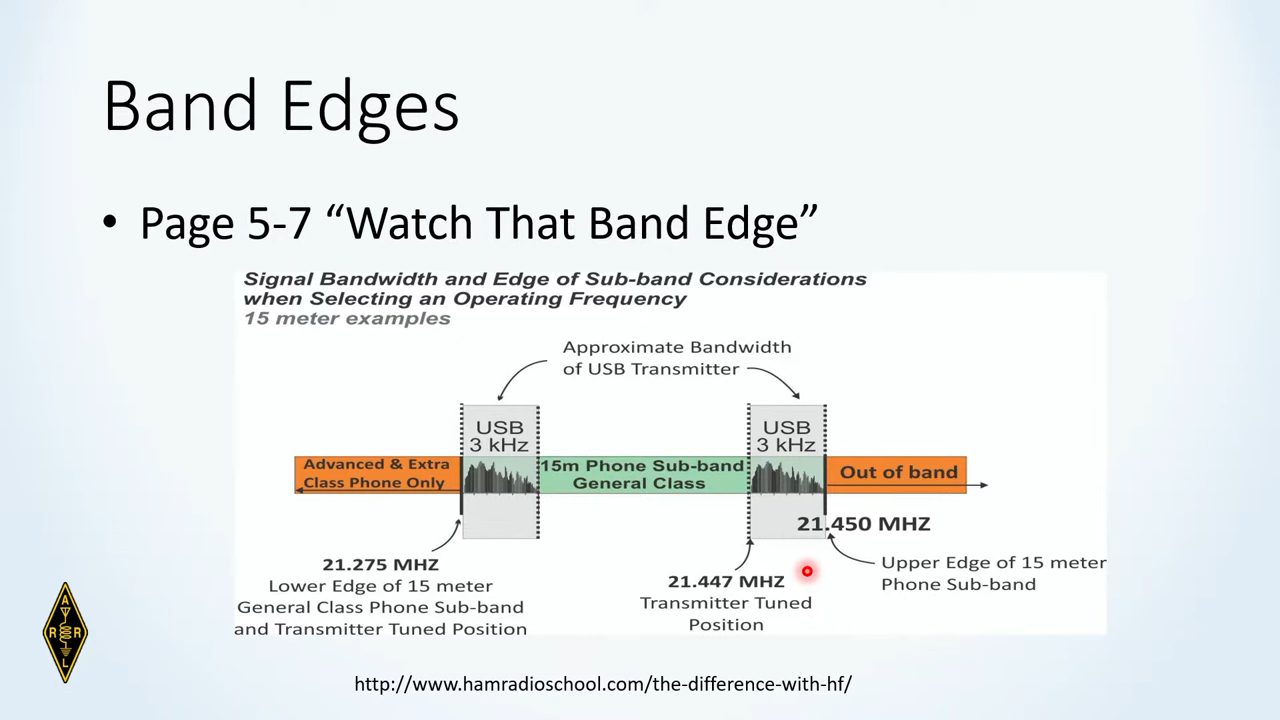 Band Edges
• Page 5-7 “Watch That Band Edge”
Signal Bandwidth and Edge of Sub-band Considerations
when Selecting an Operating Frequency
15 meter examples
Approximate Bandwidth
of USB Transmitter
USB
3 kHz
USB
3 kHz
Advanced & Extra
Class Phone Only
15m Phone Sub-band
General Class
Out of band
21.450 MHZ
21.275 MHZ
Lower Edge of 15 meter
General Class Phone Sub-band
and Transmitter Tuned Position
21.447 MHZ
Transmitter Tuned
Position
Upper Edge of 15 meter
Phone Sub-band
A
R R
L
http://www.hamradioschool.com/the-difference-with-hf/